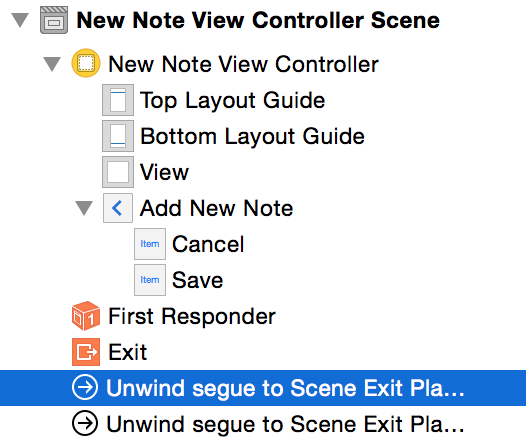 New Note View Controller Scene
New Note View Controller
Top Layout Guide
Bottom Layout Guide
View
Add New Note
Item Cancel
Item Save
1 First Responder
Exit
Unwind segue to Scene Exit Pla...
Unwind segue to Scene Exit Pla...